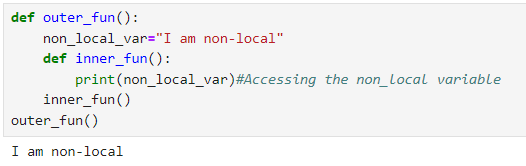 def outer_fun():
    non_local_var="I am non-local"
    def inner_fun():
        print(non_local_var)#Accessing the non_local variable
    inner_fun()
outer_fun()
I am non-local